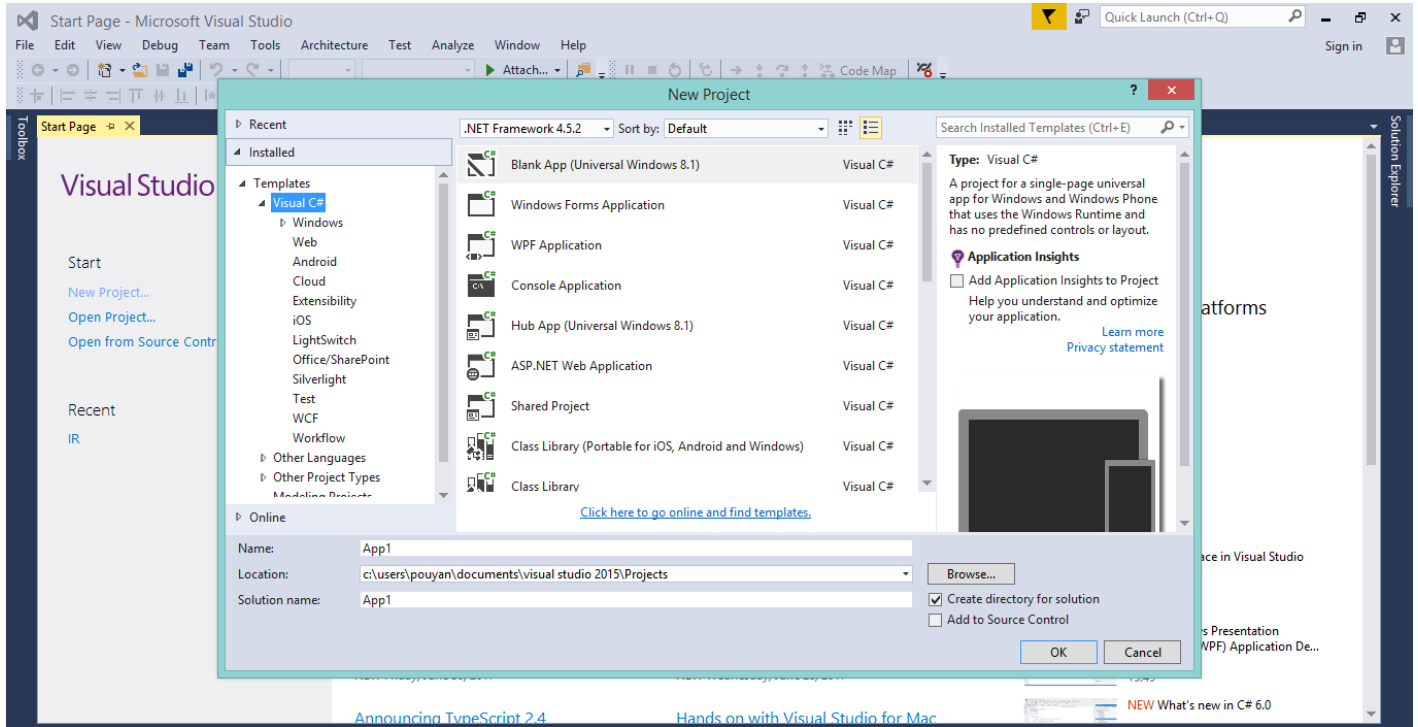 Start Page - Microsoft Visual Studio
Quick Launch (Ctrl+Q)
File Edit View Debug Team Tools Architecture Test Analyze Window Help
Sign in
Attach...
Code Map
New Project
? ×
Toolbox
Start Page
Solution Explorer
Visual Studio
Start
New Project...
Open Project...
Open from Source Contr
Recent
IR
Recent
Installed
Templates
Visual C#
Windows
Web
Android
Cloud
Extensibility
iOS
LightSwitch
Office/SharePoint
Silverlight
Test
WCF
Workflow
Other Languages
Other Project Types
Modeling Projects
Online
.NET Framework 4.5.2 Sort by: Default
Blank App (Universal Windows 8.1) Visual C#
Windows Forms Application Visual C#
WPF Application Visual C#
Console Application Visual C#
Hub App (Universal Windows 8.1) Visual C#
ASP.NET Web Application Visual C#
Shared Project Visual C#
Class Library (Portable for iOS, Android and Windows) Visual C#
Class Library Visual C#
Click here to go online and find templates.
Search Installed Templates (Ctrl+E)
Type: Visual C#
A project for a single-page universal
app for Windows and Windows Phone
that uses the Windows Runtime and
has no predefined controls or layout.
Application Insights
Add Application Insights to Project
Help you understand and optimize
your application.
Learn more
Privacy statement
Name: App1
Location: c:\users\pouyan\documents\visual studio 2015\Projects
Browse...
Solution name: App1
Create directory for solution
Add to Source Control
OK Cancel
atforms
ace in Visual Studio
s Presentation
WPF) Application De...
Announcing TypeScript 2.4
Hands on with Visual Studio for Mac
NEW What's new in C# 6.0